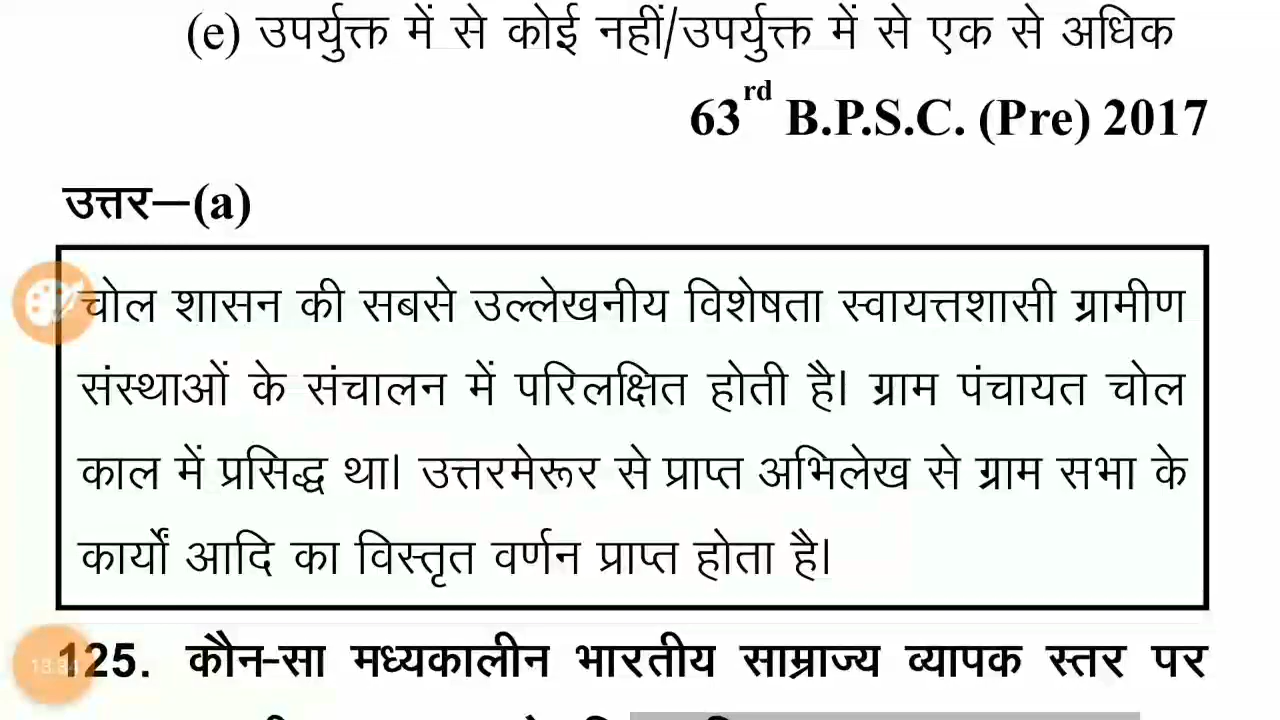 (e) उपर्युक्त में से कोई नहीं/उपर्युक्त में से एक से अधिक
63rd B.P.S.C. (Pre) 2017
उत्तर—(a)
चोल शासन की सबसे उल्लेखनीय विशेषता स्वायत्तशासी ग्रामीण
संस्थाओं के संचालन में परिलक्षित होती है। ग्राम पंचायत चोल
काल में प्रसिद्ध था। उत्तरमेरूर से प्राप्त अभिलेख से ग्राम सभा के
कार्यों आदि का विस्तृत वर्णन प्राप्त होता है।
125. कौन-सा मध्यकालीन भारतीय साम्राज्य व्यापक स्तर पर